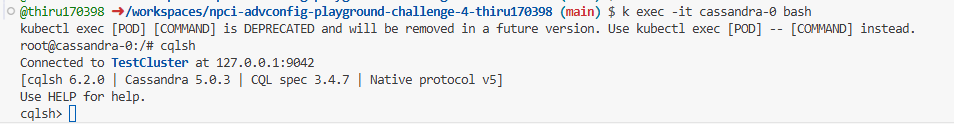 @thiru170398 ➜/workspaces/npci-advconfig-playground-challenge-4-thiru170398 (main) $ k exec -it cassandra-0 bash
kubectl exec [POD] [COMMAND] is DEPRECATED and will be removed in a future version. Use kubectl exec [POD] -- [COMMAND] instead.
root@cassandra-0:/# cqlsh
Connected to TestCluster at 127.0.0.1:9042
[cqlsh 6.2.0 | Cassandra 5.0.3 | CQL spec 3.4.7 | Native protocol v5]
Use HELP for help.
cqlsh>